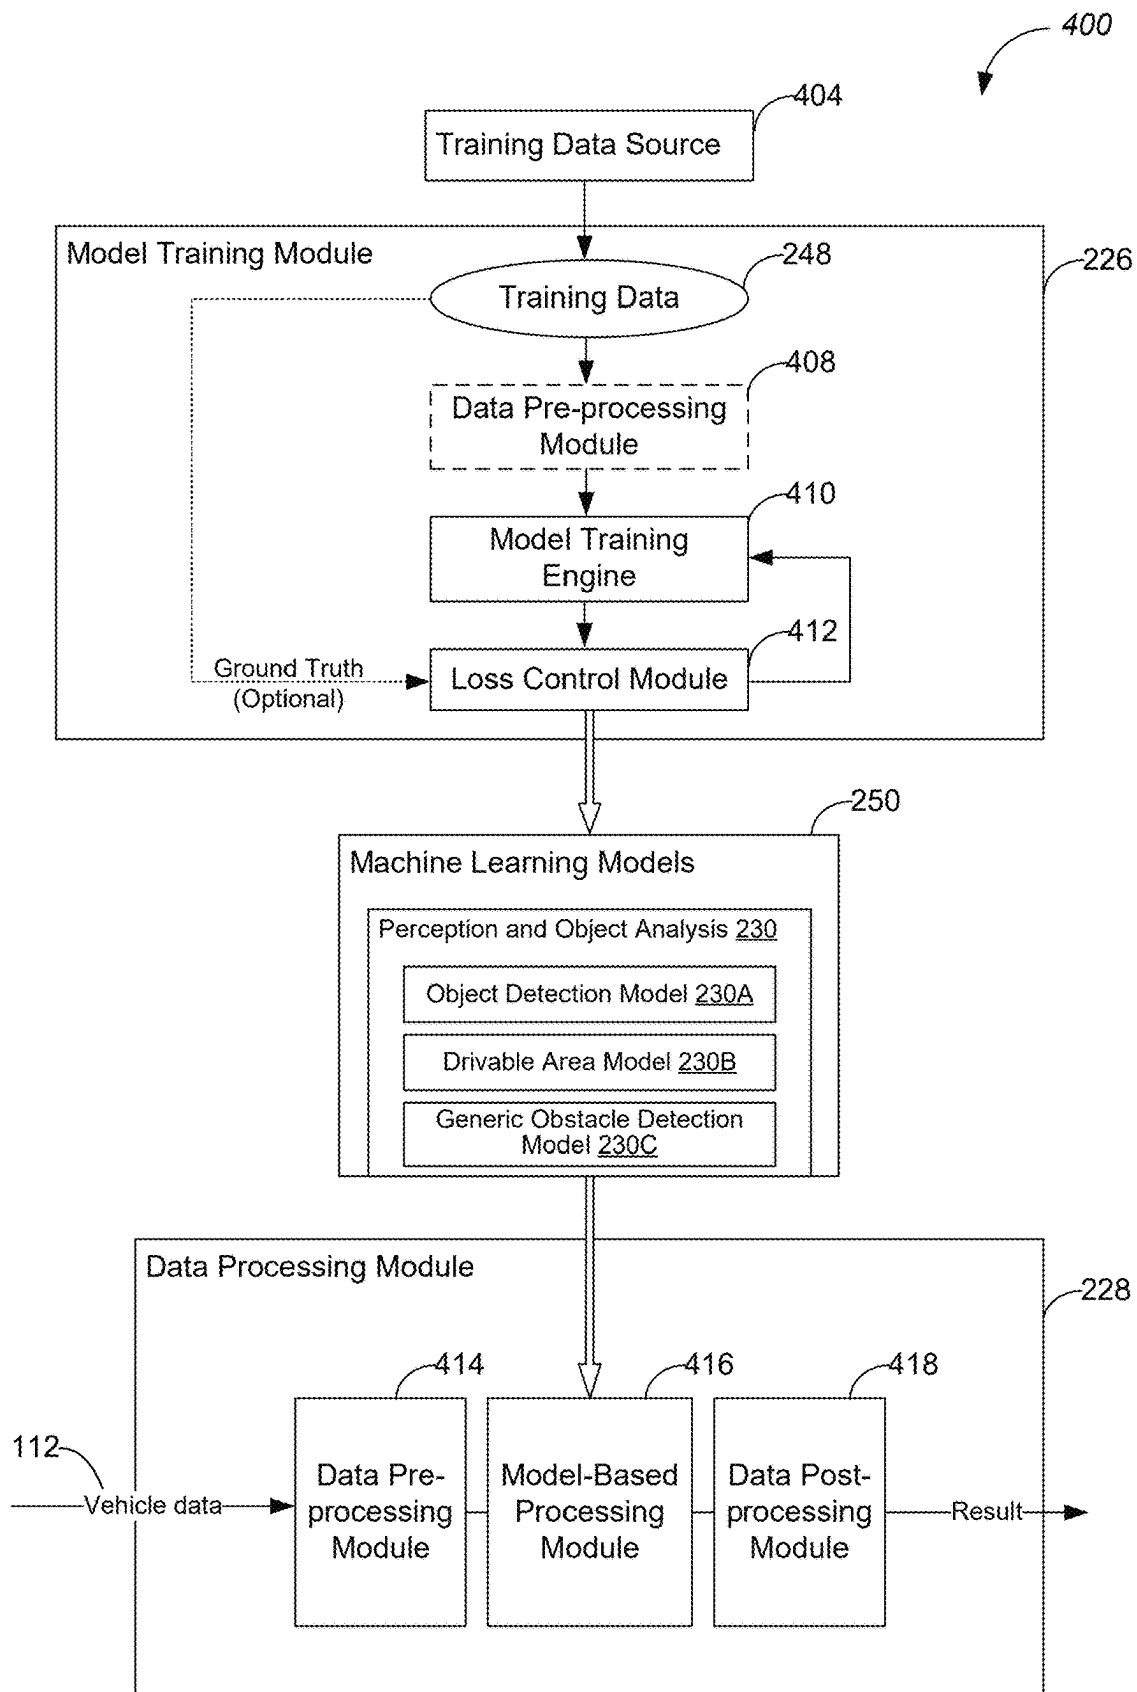 400
404
Training Data Source
Model Training Module
226
248
Training Data
408
Data Pre-processing
Module
410
Model Training
Engine
412
Ground Truth
(Optional)
Loss Control Module
250
Machine Learning Models
Perception and Object Analysis 230
Object Detection Model 230A
Drivable Area Model 230B
Generic Obstacle Detection
Model 230C
Data Processing Module
228
414
416
418
112
Vehicle data
Data Pre-
processing
Module
Model-Based
Processing
Module
Data Post-
processing
Module
Result